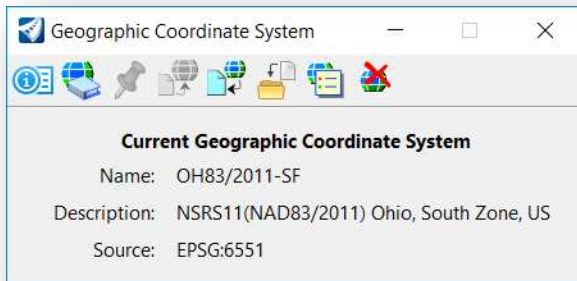 Geographic Coordinate System
Current Geographic Coordinate System
Name: OH83/2011-SF
Description: NSRS11(NAD83/2011) Ohio, South Zone, US
Source: EPSG:6551